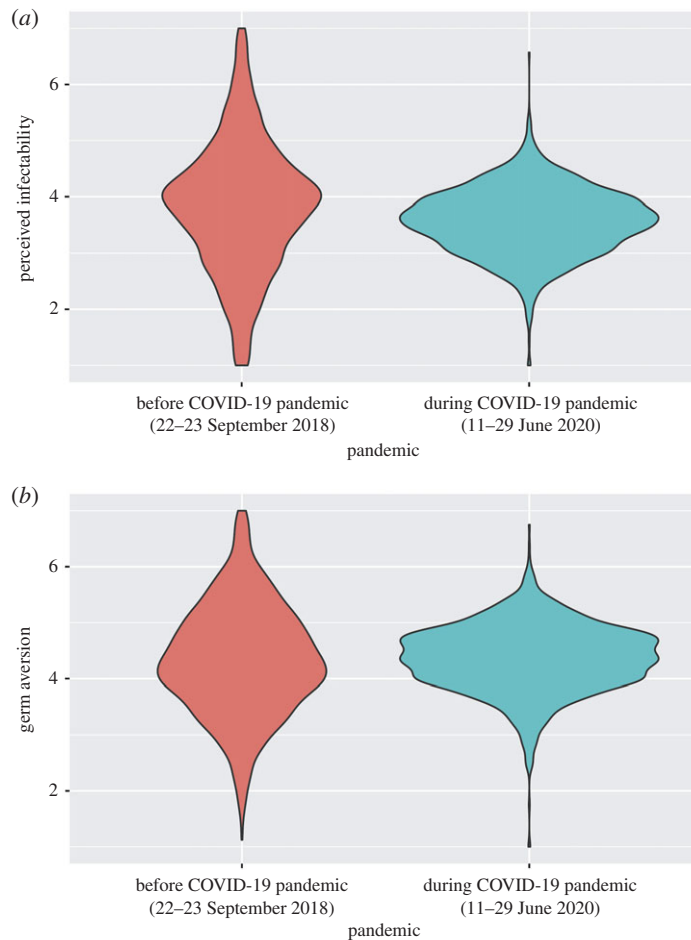 (a)
perceived infectability
6
4
2
before COVID-19 pandemic
(22–23 September 2018)
during COVID-19 pandemic
(11–29 June 2020)
pandemic
(b)
germ aversion
6
4
2
before COVID-19 pandemic
(22–23 September 2018)
during COVID-19 pandemic
(11–29 June 2020)
pandemic